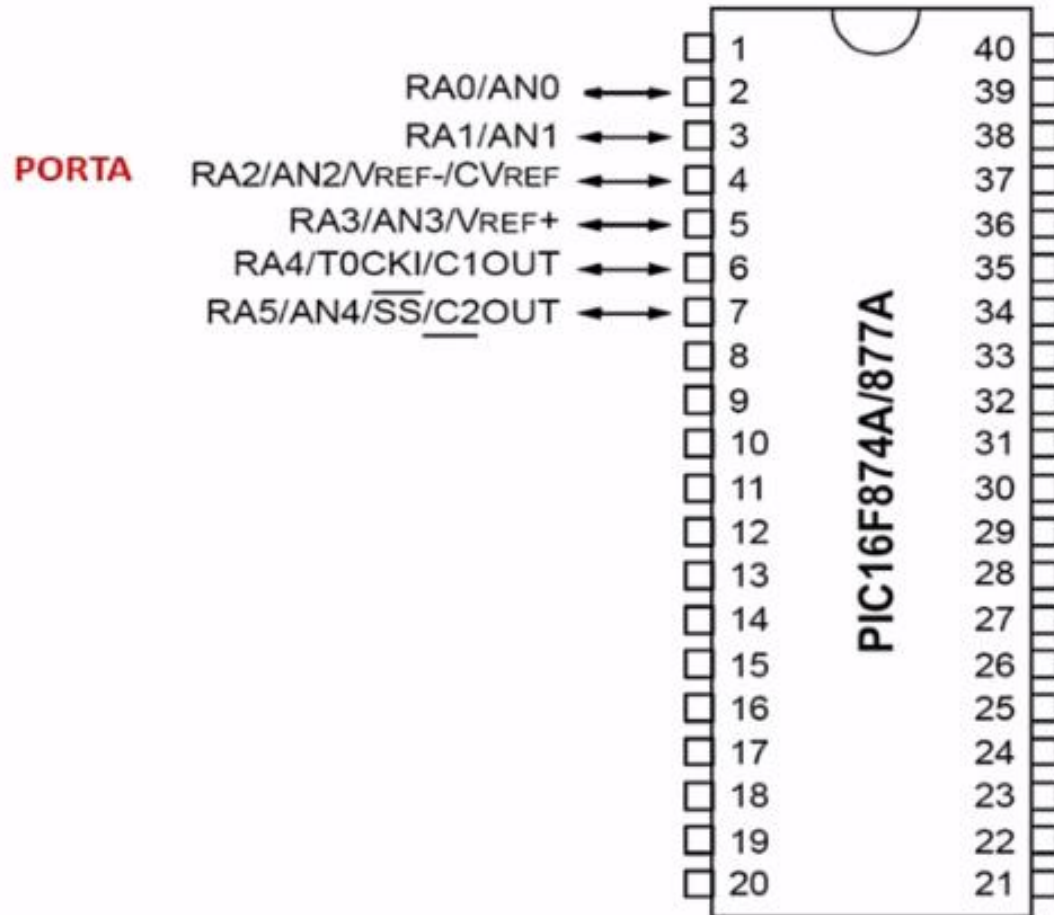 1 40
RA0/AN0 2 39
RA1/AN1 3 38
PORTA RA2/AN2/VREF-/CVREF 4 37
RA3/AN3/VREF+ 5 36
RA4/T0CKI/C1OUT 6 35
RA5/AN4/SS/C2OUT 7 34
8 33
9 32
10 31
11 30
12 29
13 28
14 27
15 26
16 25
17 24
18 23
19 22
20 21
PIC16F874A/877A